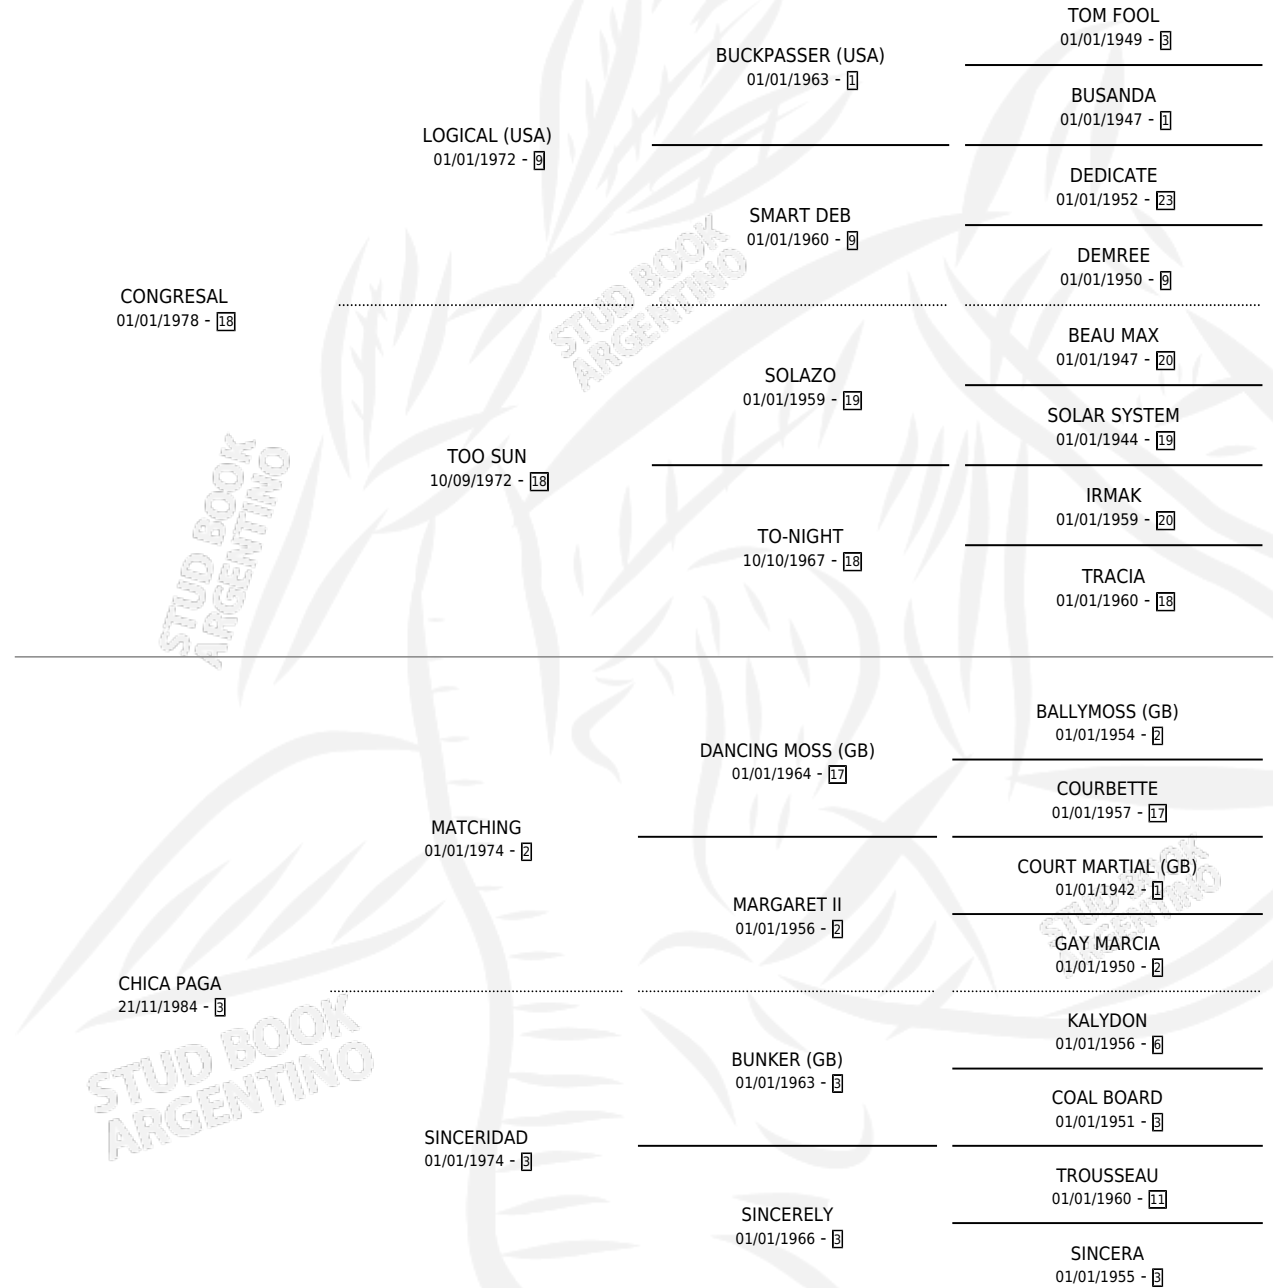 TOM FOOL
01/01/1949 - 3
BUCKPASSER (USA)
01/01/1963 - 1
BUSANDA
01/01/1947 - 1
LOGICAL (USA)
01/01/1972 - 9
DEDICATE
01/01/1952 - 23
SMART DEB
01/01/1960 - 9
DEMREE
01/01/1950 - 9
CONGRESAL
01/01/1978 - 18
BEAU MAX
01/01/1947 - 20
SOLAZO
01/01/1959 - 19
SOLAR SYSTEM
01/01/1944 - 19
TOO SUN
10/09/1972 - 18
IRMAK
01/01/1959 - 20
TO-NIGHT
10/10/1967 - 18
TRACIA
01/01/1960 - 18
BALLYMOSS (GB)
01/01/1954 - 2
DANCING MOSS (GB)
01/01/1964 - 17
COURBETTE
01/01/1957 - 17
MATCHING
01/01/1974 - 2
COURT MARTIAL (GB)
01/01/1942 - 1
MARGARET II
01/01/1956 - 2
GAY MARCIA
01/01/1950 - 2
CHICA PAGA
21/11/1984 - 3
KALYDON
01/01/1956 - 6
BUNKER (GB)
01/01/1963 - 3
COAL BOARD
01/01/1951 - 3
SINCERIDAD
01/01/1974 - 3
TROUSSEAU
01/01/1960 - 11
SINCERELY
01/01/1966 - 3
SINCERA
01/01/1955 - 3
STUD BOOK
ARGENTINO
STUD BOOK
ARGENTINO
STUD BOOK
ARGENTINO
STUD BOOK
ARGENTINO